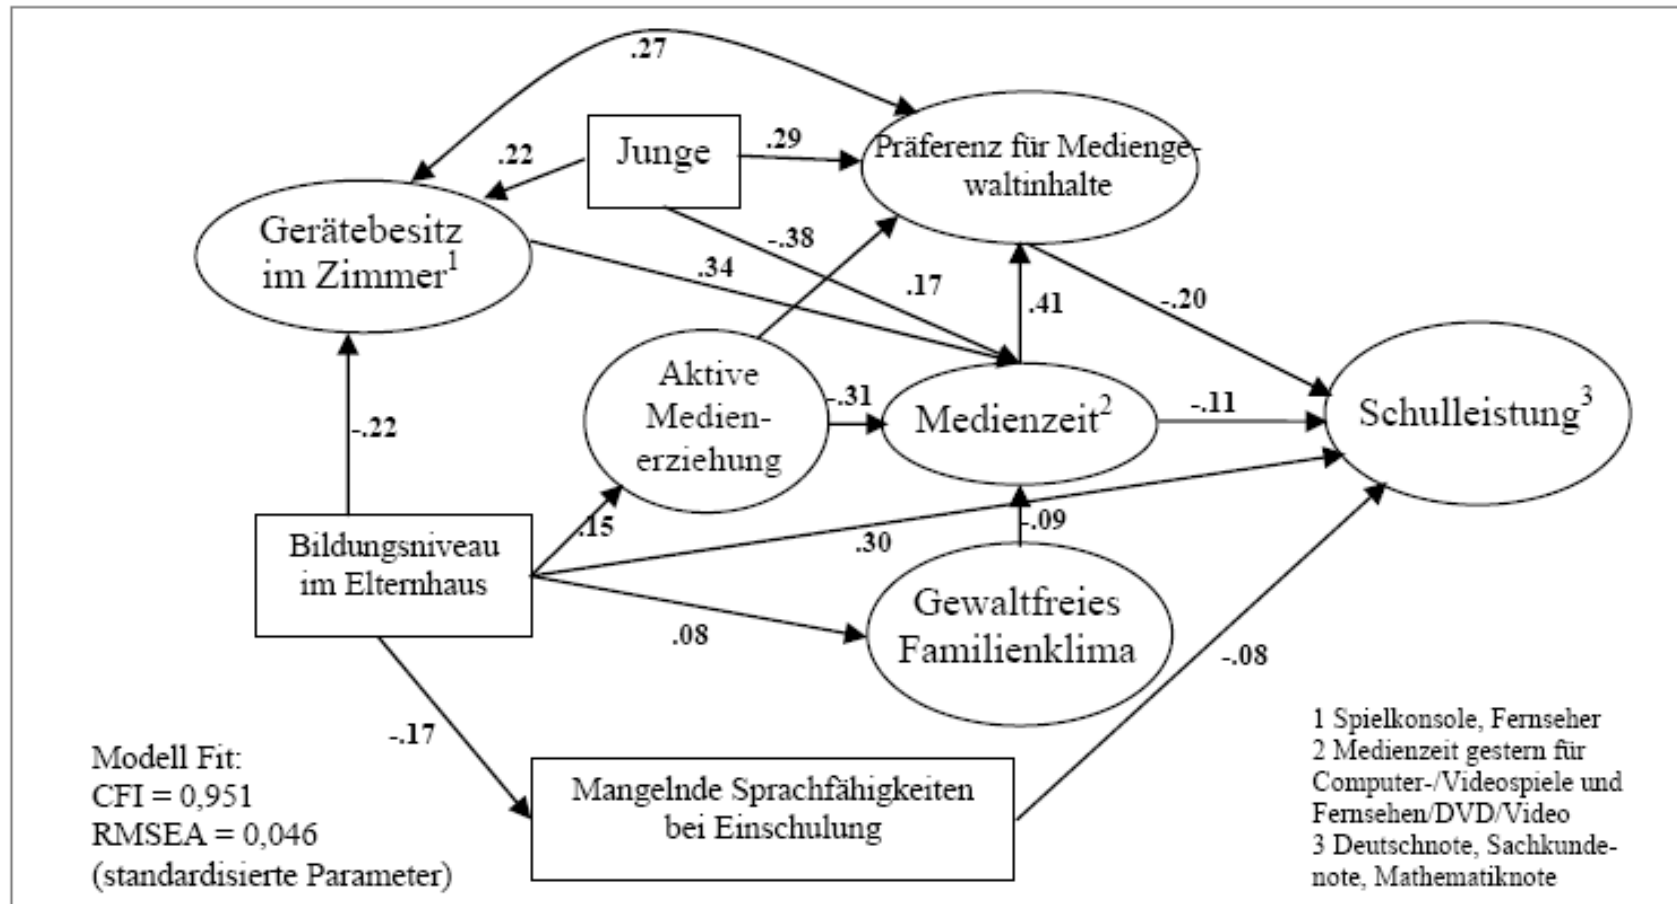 .27
Junge
.29
.22
Präferenz für Medienge-
waltinhalte
Gerätebesitz
im Zimmer1
-.38
.34
.17
.41
-.20
Aktive
Medien-
erziehung
-.31
Medienzeit2
-.11
Schulleistung3
-.22
.15
-.09
.30
Bildungsniveau
im Elternhaus
Gewaltfreies
Familienklima
.08
-.08
-.17
Modell Fit:
CFI = 0,951
RMSEA = 0,046
(standardisierte Parameter)
Mangelnde Sprachfähigkeiten
bei Einschulung
1 Spielkonsole, Fernseher
2 Medienzeit gestern für
Computer-/Videospiele und
Fernsehen/DVD/Video
3 Deutschnote, Sachkunde-
note, Mathematiknote